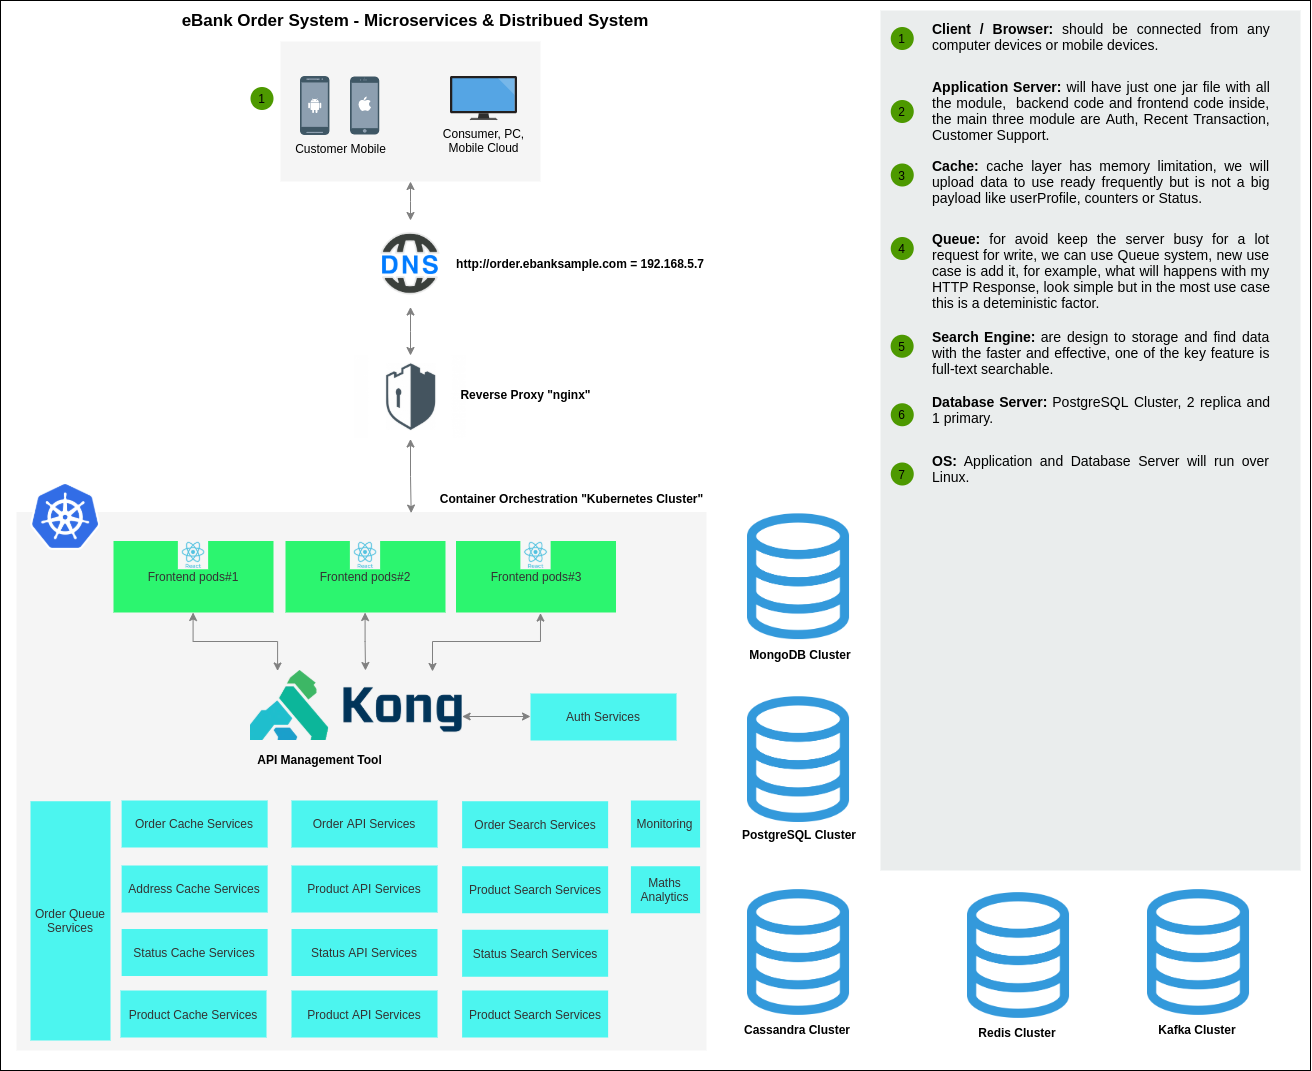 eBank Order System - Microservices & Distribued System
1
Customer Mobile
Consumer, PC,
Mobile Cloud
DNS
http://order.ebanksample.com = 192.168.5.7
Reverse Proxy "nginx"
Container Orchestration "Kubernetes Cluster"
React
Frontend pods#1
React
Frontend pods#2
React
Frontend pods#3
Kong
API Management Tool
Auth Services
Order Queue
Services
Order Cache Services
Order API Services
Order Search Services
Monitoring
Address Cache Services
Product API Services
Product Search Services
Maths
Analytics
Status Cache Services
Status API Services
Status Search Services
Product Cache Services
Product API Services
Product Search Services
MongoDB Cluster
PostgreSQL Cluster
Cassandra Cluster
Redis Cluster
Kafka Cluster
1
Client / Browser: should be connected from any
computer devices or mobile devices.
2
Application Server: will have just one jar file with all
the module,  backend code and frontend code inside,
the main three module are Auth, Recent Transaction,
Customer Support.
3
Cache: cache layer has memory limitation, we will
upload data to use ready frequently but is not a big
payload like userProfile, counters or Status.
4
Queue: for avoid keep the server busy for a lot
request for write, we can use Queue system, new use
case is add it, for example, what will happens with my
HTTP Response, look simple but in the most use case
this is a deteministic factor.
5
Search Engine: are design to storage and find data
with the faster and effective, one of the key feature is
full-text searchable.
6
Database Server: PostgreSQL Cluster, 2 replica and
1 primary.
7
OS: Application and Database Server will run over
Linux.